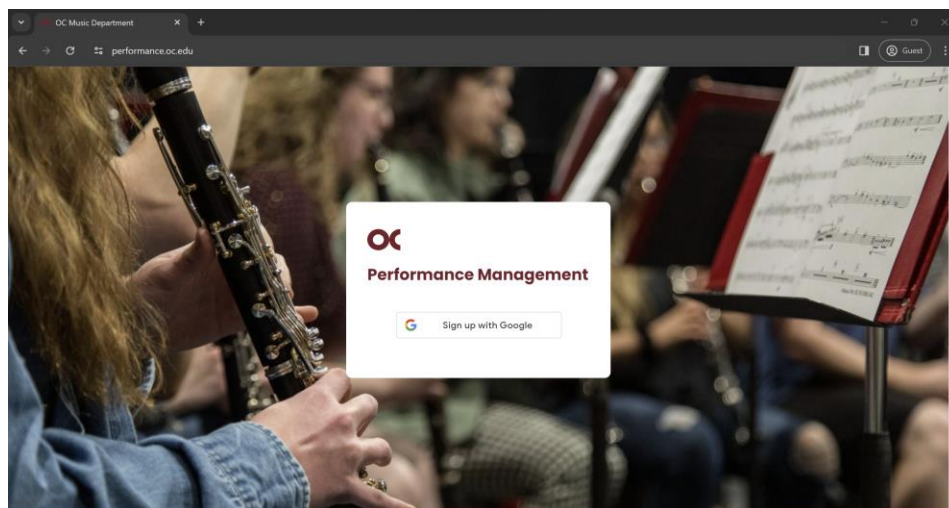 OC Music Department
performance.oc.edu
Guest
OC
Performance Management
Sign up with Google